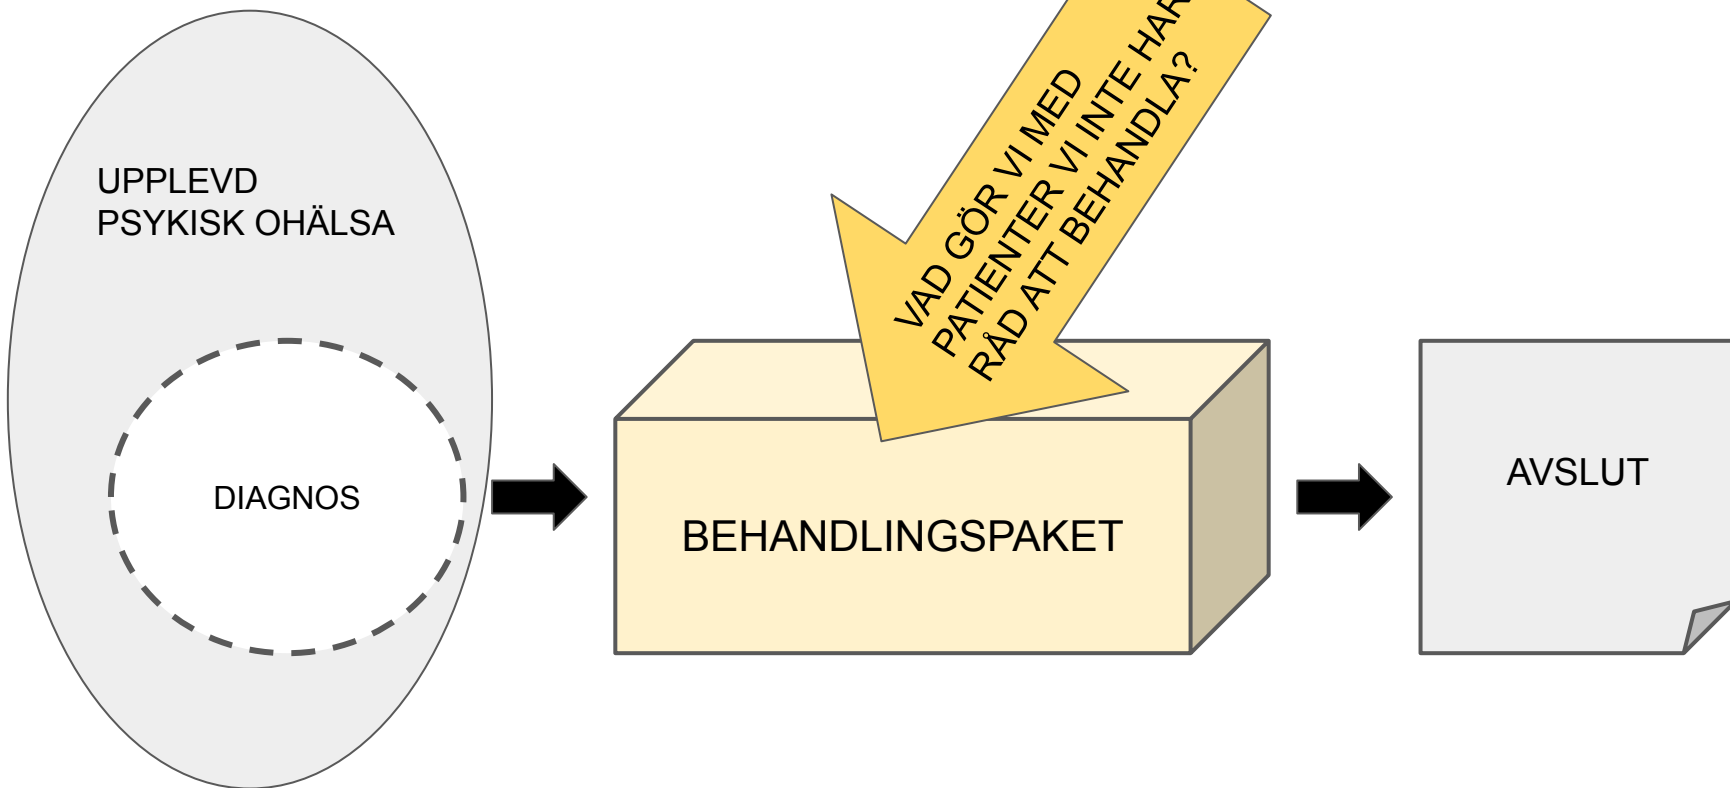 UPPLEVD
PSYKISK OHÄLSA
DIAGNOS
VAD GÖR VI MED
PATIENTER VI INTE HAR
RÅD ATT BEHANDLA?
BEHANDLINGSPAKET
AVSLUT